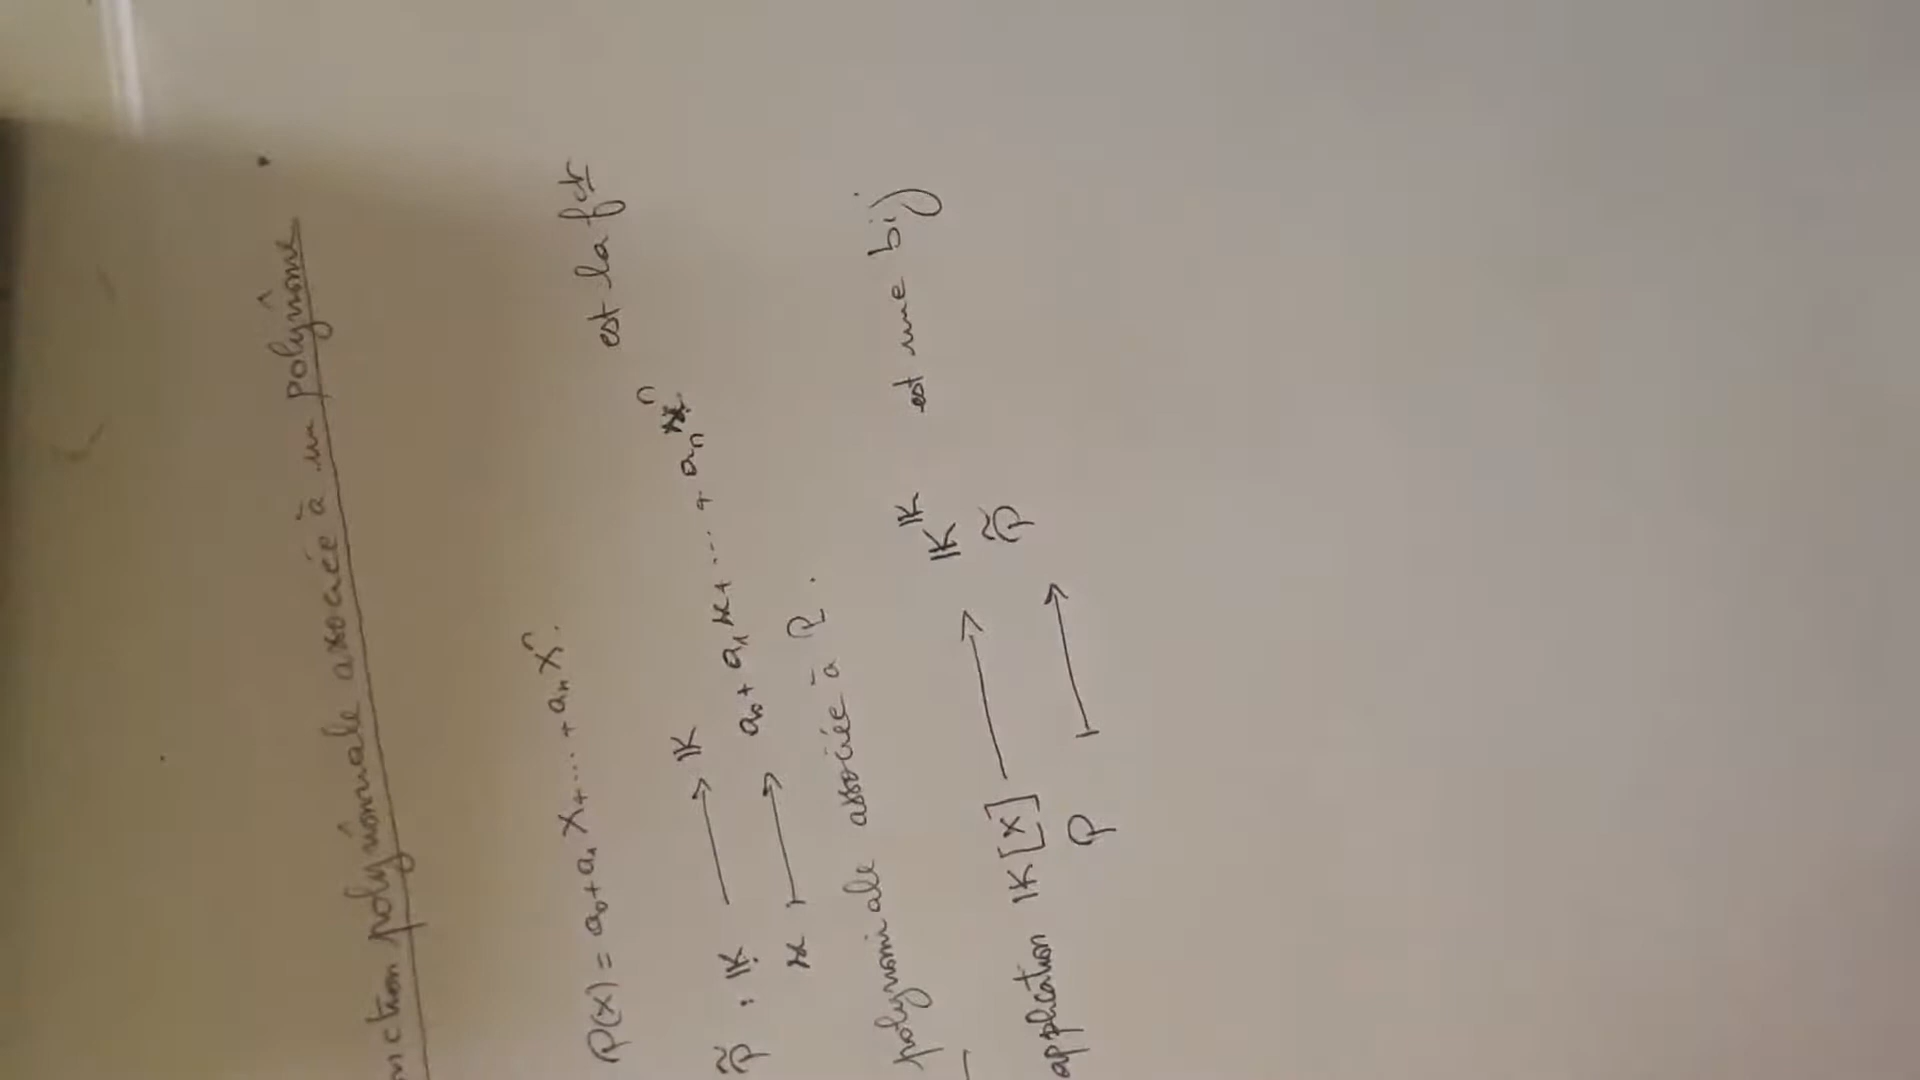 nction polynômiale associée à un polynôme
P(X) = a₀ + a₁ X + ... + aₙ Xⁿ.
P̃ : IK ⟶ IK
x ⟼ a₀ + a₁ x + ... + aₙ xⁿ est la fct
polynomiale associée à P.
application IK[X] ⟶ IK^IK est une bij
P ⟼ P̃